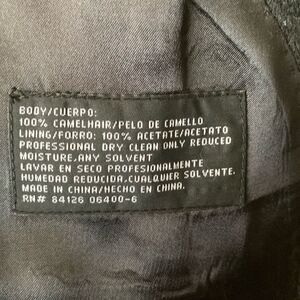 BODY/CUERPO:
100% CAMELHAIR/PELO DE CAMELLO
LINING/FORRO: 100% ACETATE/ACETATO
PROFESSIONAL DRY CLEAN ONLY REDUCED
MOISTURE,ANY SOLVENT
LAVAR EN SECO PROFESIONALMENTE
HUMEDAD REDUCIDA,CUALQUIER SOLVENTE.
MADE IN CHINA/HECHO EN CHINA.
RN# 84126 06400-6